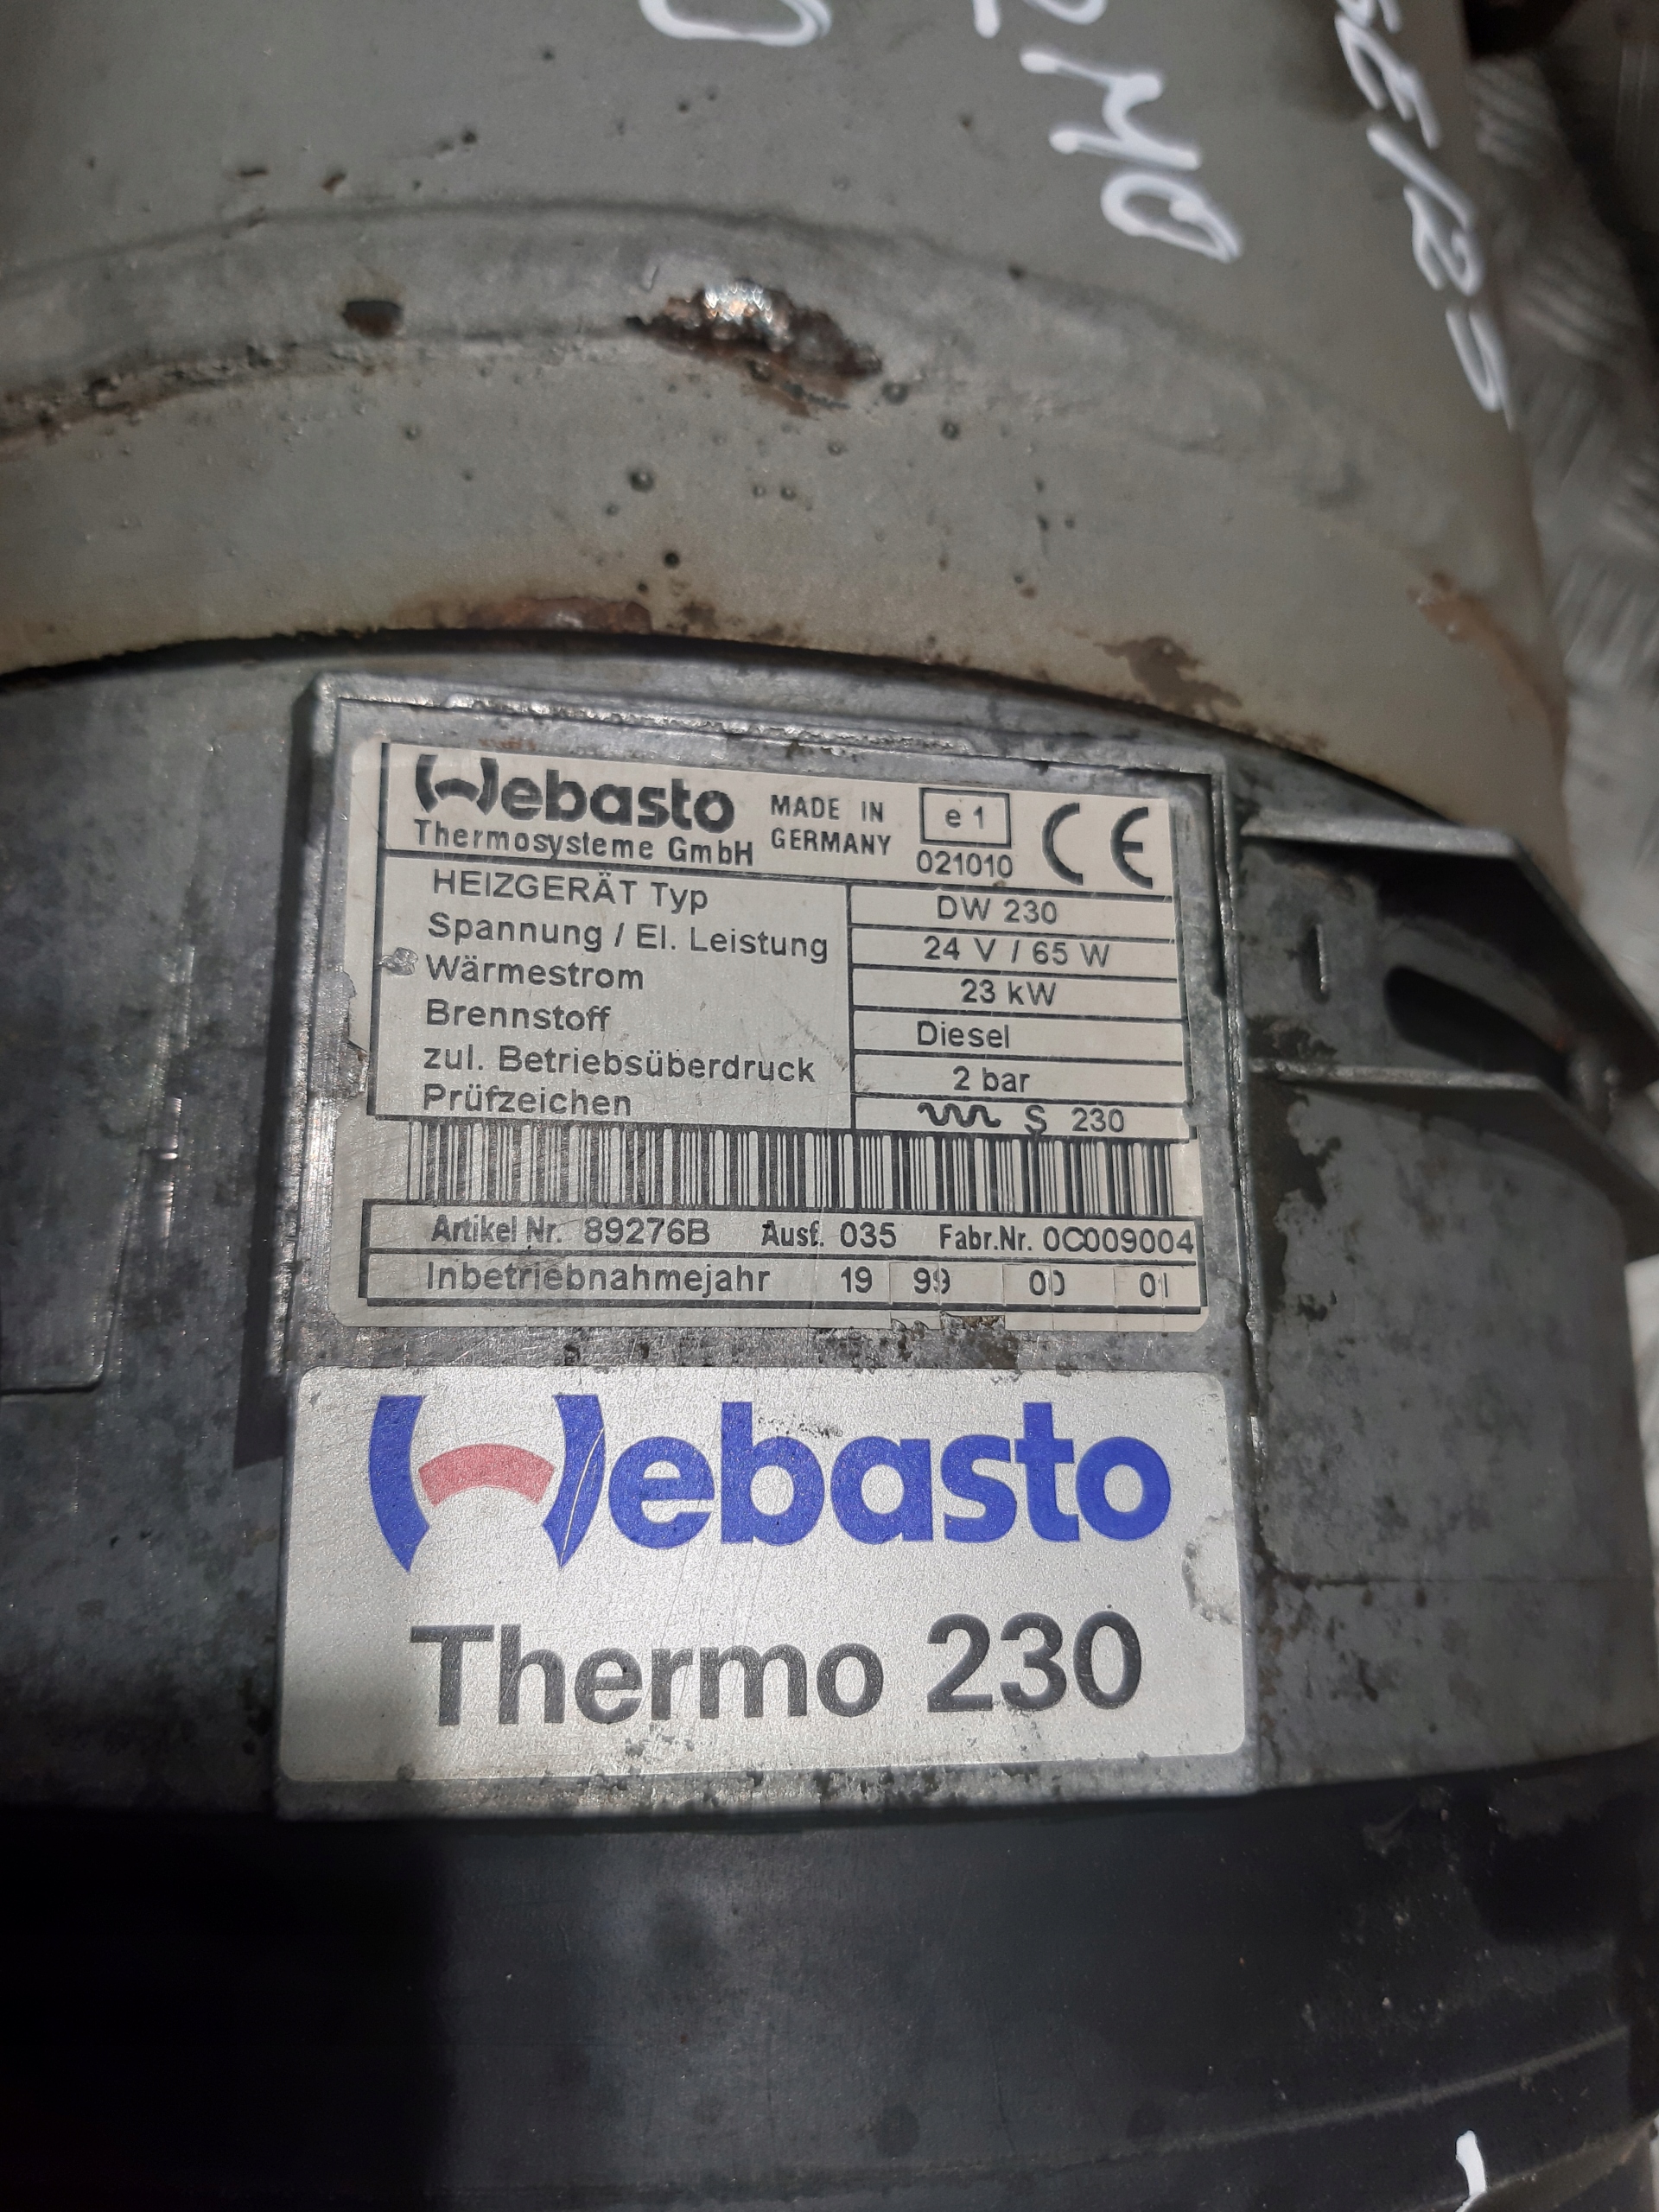 2 M0
Webasto
Thermosysteme GmbH
MADE IN
GERMANY
e 1
021010
CE
HEIZGERÄT Typ DW 230
Spannung / El. Leistung 24 V / 65 W
Wärmestrom 23 kW
Brennstoff Diesel
zul. Betriebsüberdruck 2 bar
Prüfzeichen S 230
Artikel Nr. 89276B Ausf. 035 Fabr.Nr. 0C009004
Inbetriebnahmejahr 19 99 00 01
Webasto
Thermo 230